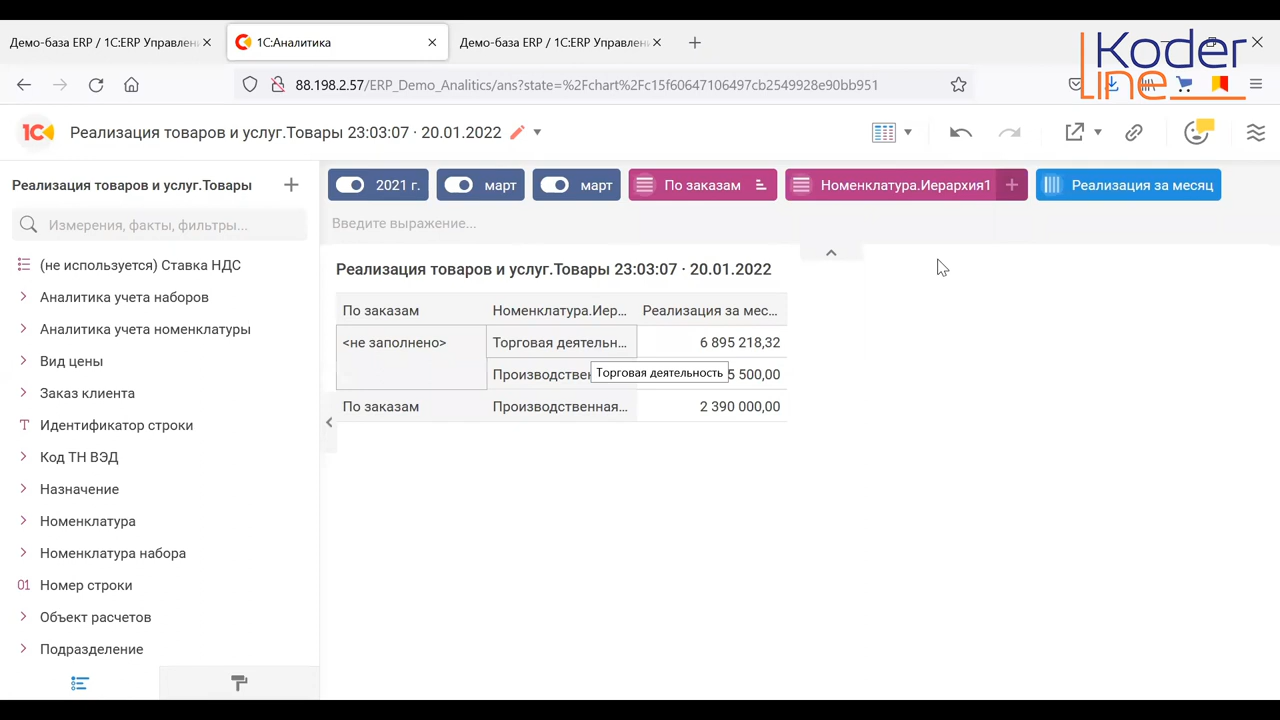 Демо-база ERP / 1C:ERP Управлен
1С:Аналитика
Демо-база ERP / 1C:ERP Управлен
Koder
Line
88.198.2.57/ERP_Demo_Analitics/ans?state=%2Fchart%2Fc15f60647106497cb2549928e90bb951
1С
Реализация товаров и услуг.Товары 23:03:07 · 20.01.2022
Реализация товаров и услуг.Товары
2021 г.
март
март
По заказам
Номенклатура.Иерархия1
Реализация за месяц
Измерения, факты, фильтры...
Введите выражение...
(не используется) Ставка НДС
Аналитика учета наборов
Аналитика учета номенклатуры
Вид цены
Заказ клиента
T Идентификатор строки
Код ТН ВЭД
Назначение
Номенклатура
Номенклатура набора
01 Номер строки
Объект расчетов
Подразделение
Реализация товаров и услуг.Товары 23:03:07 · 20.01.2022
По заказам Номенклатура.Иер... Реализация за мес...
<не заполнено> Торговая деятельн... 6 895 218,32
Производстве 5 500,00
Торговая деятельность
По заказам Производственная... 2 390 000,00